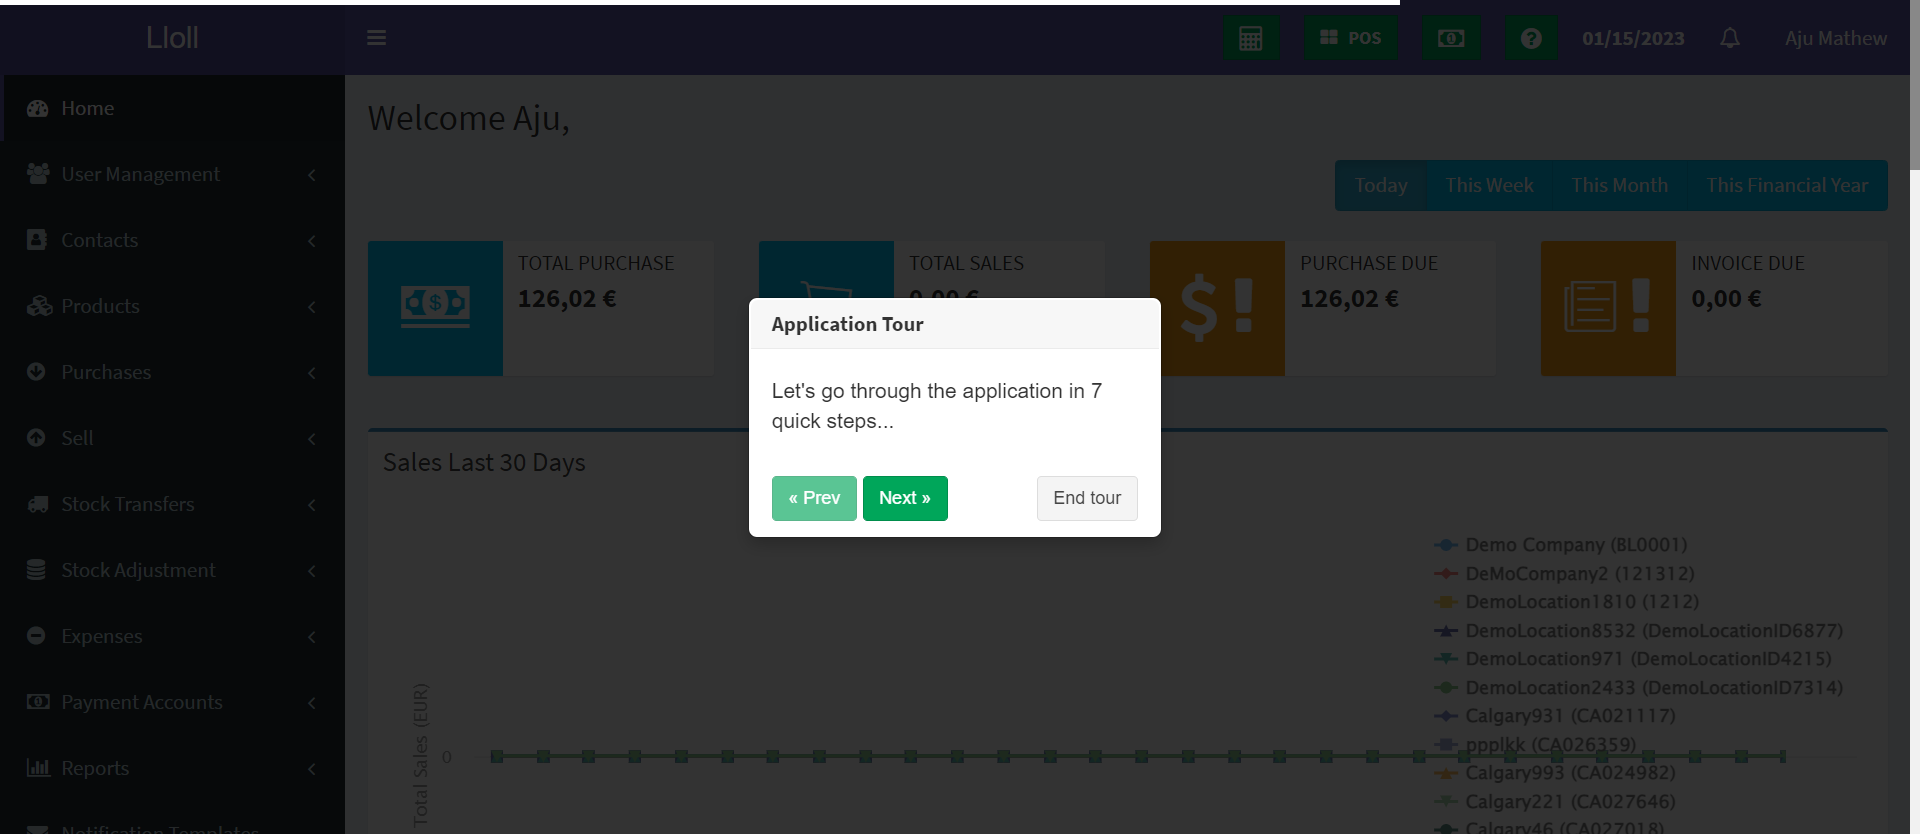 Lloll
POS
01/15/2023
Aju Mathew
Home
User Management
Contacts
Products
Purchases
Sell
Stock Transfers
Stock Adjustment
Expenses
Payment Accounts
Reports
Notification Templates
Welcome Aju,
Today
This Week
This Month
This Financial Year
TOTAL PURCHASE
126,02 €
TOTAL SALES
0,00 €
PURCHASE DUE
126,02 €
INVOICE DUE
0,00 €
Application Tour
Let's go through the application in 7
quick steps...
« Prev
Next »
End tour
Sales Last 30 Days
Total Sales (EUR)
0
Demo Company (BL0001)
DeMoCompany2 (121312)
DemoLocation1810 (1212)
DemoLocation8532 (DemoLocationID6877)
DemoLocation971 (DemoLocationID4215)
DemoLocation2433 (DemoLocationID7314)
Calgary931 (CA021117)
ppplkk (CA026359)
Calgary993 (CA024982)
Calgary221 (CA027646)
Calgary46 (CA027018)